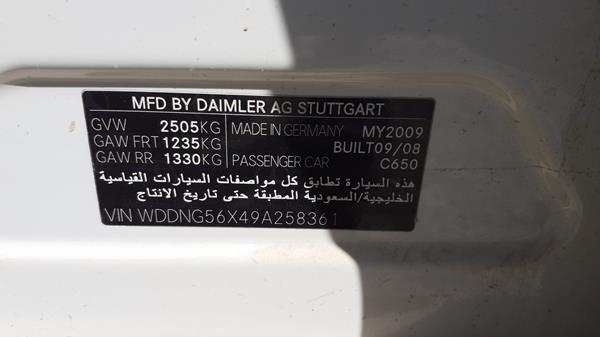 MFD BY DAIMLER AG STUTTGART
GVW 2505KG MADE IN GERMANY MY2009
GAW FRT 1235KG BUILT09/08
GAW RR 1330KG PASSENGER CAR C650
هذه السيارة تطابق كل مواصفات السيارات القياسية
الخليجية/السعودية المطبقة حتى تاريخ الانتاج
VIN WDDNG56X49A258361